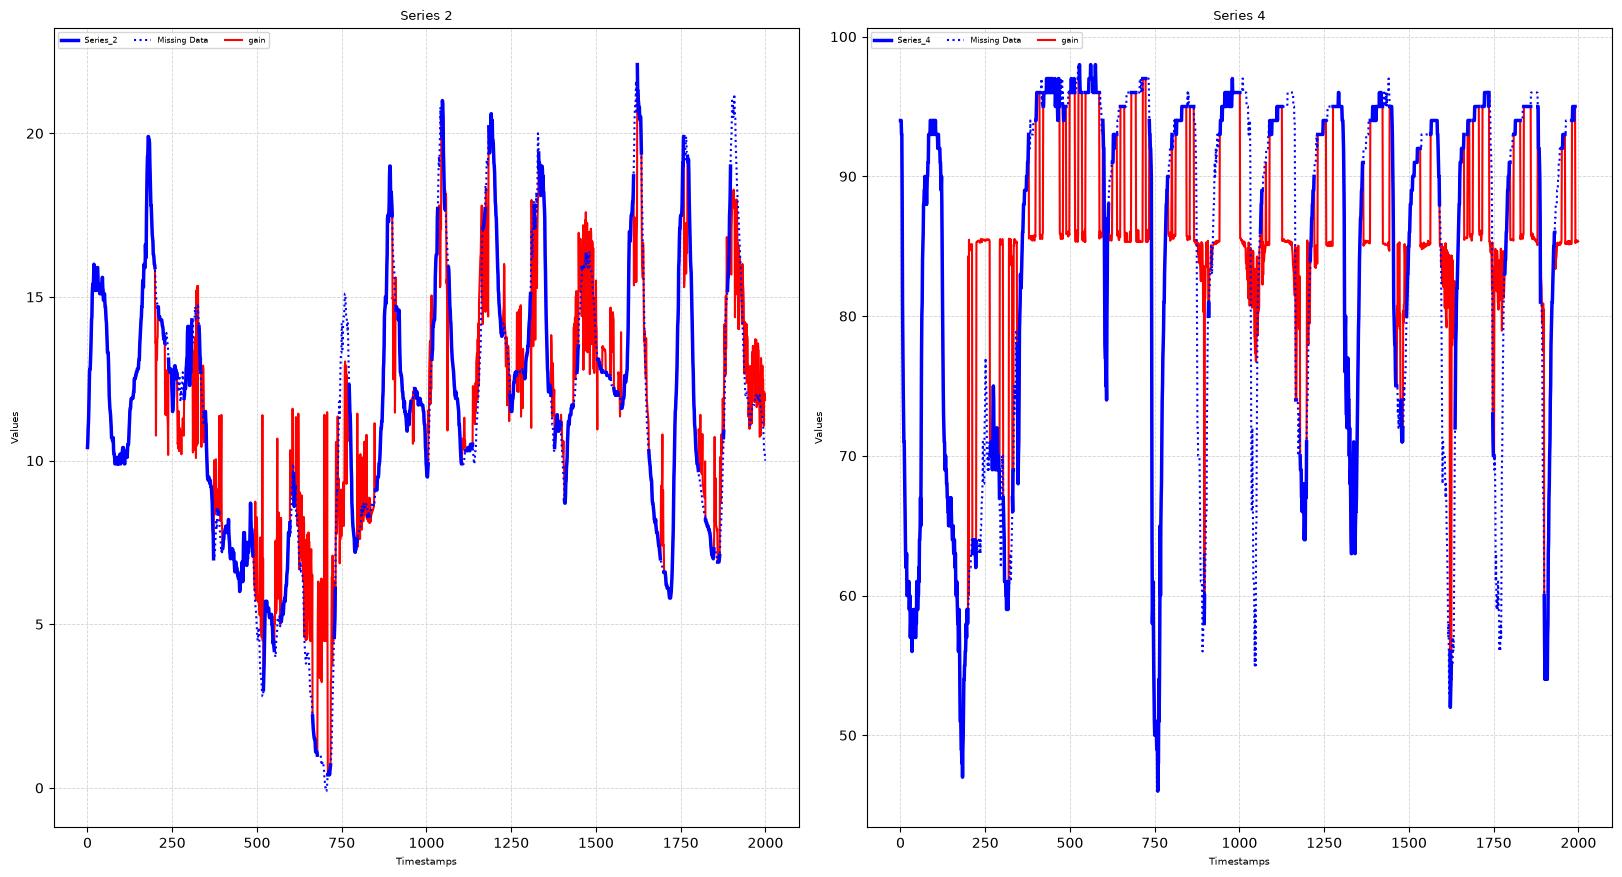 Series 2
Series_2 Missing Data gain
20
15
10
5
0
Values
0 250 500 750 1000 1250 1500 1750 2000
Timestamps
Series 4
Series_4 Missing Data gain
100
90
80
70
60
50
Values
0 250 500 750 1000 1250 1500 1750 2000
Timestamps